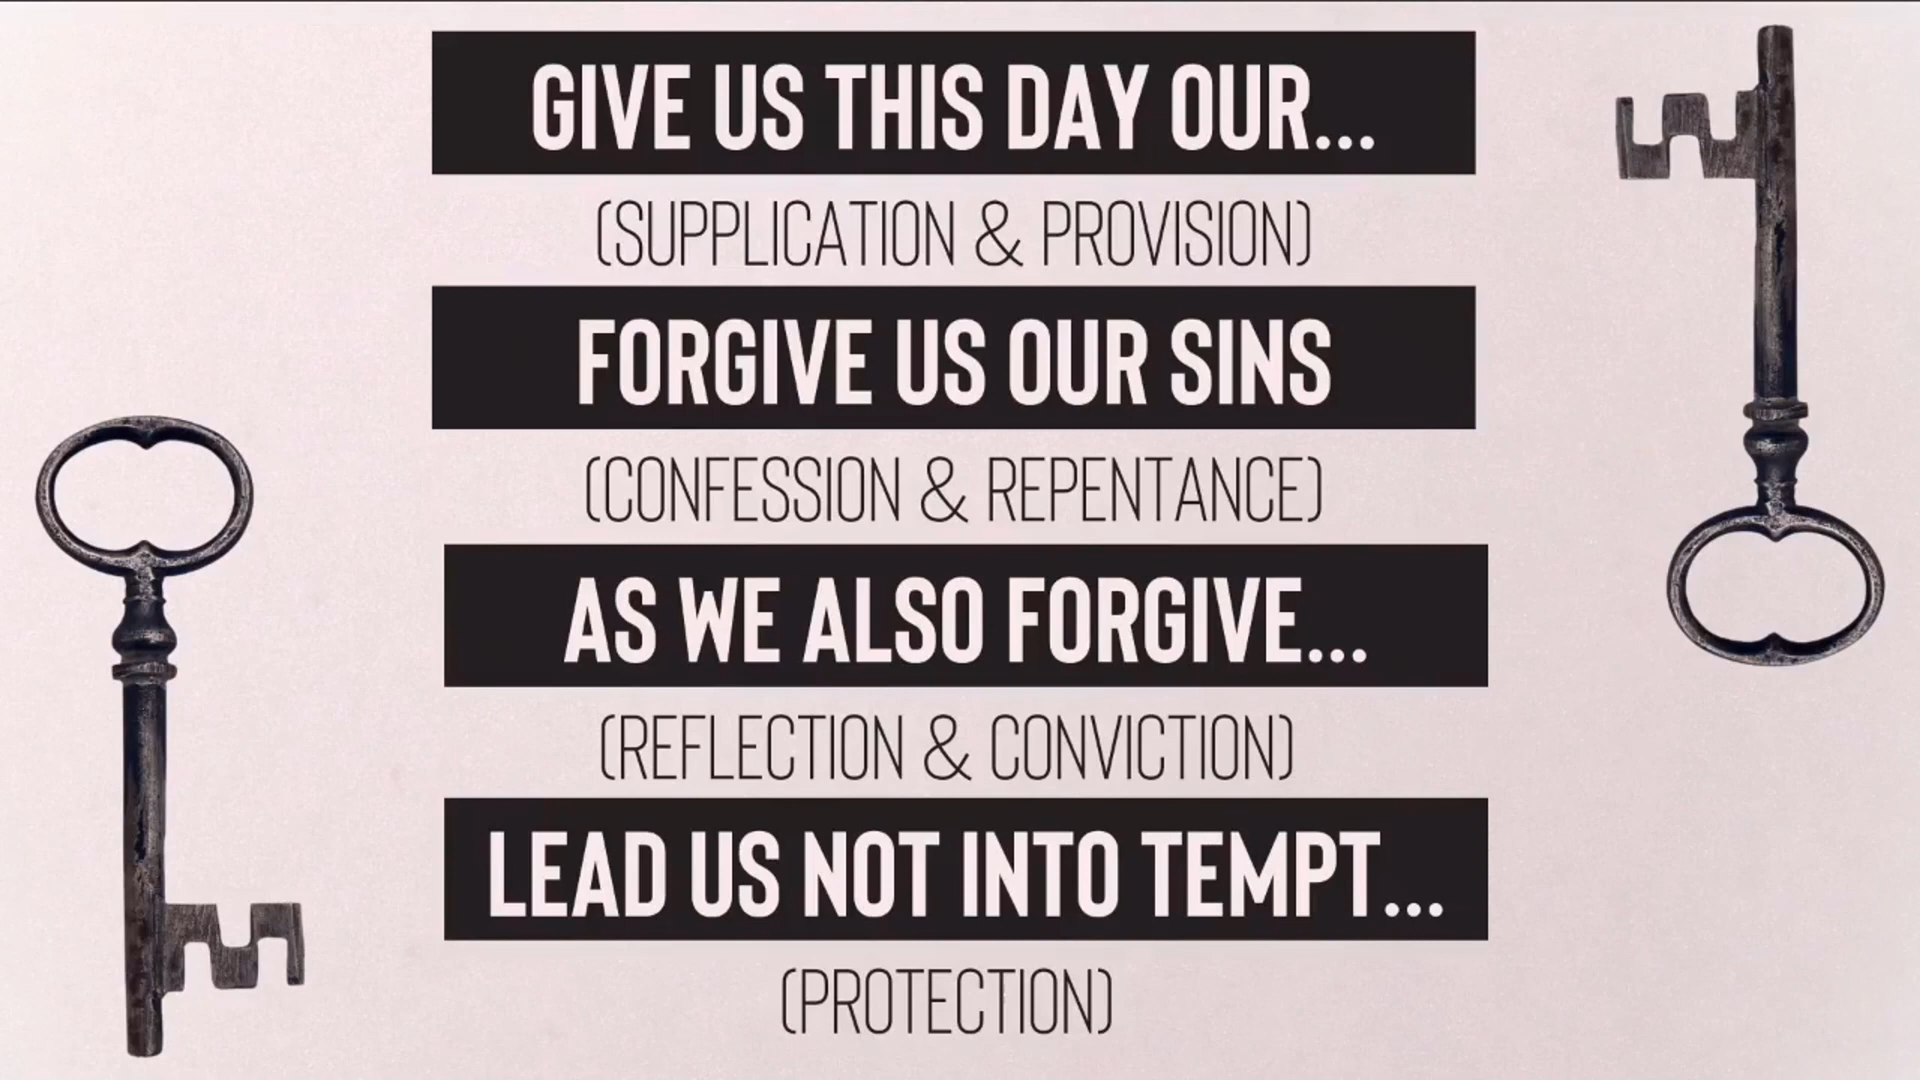 GIVE US THIS DAY OUR...
(SUPPLICATION & PROVISION)
FORGIVE US OUR SINS
(CONFESSION & REPENTANCE)
AS WE ALSO FORGIVE...
(REFLECTION & CONVICTION)
LEAD US NOT INTO TEMPT...
(PROTECTION)